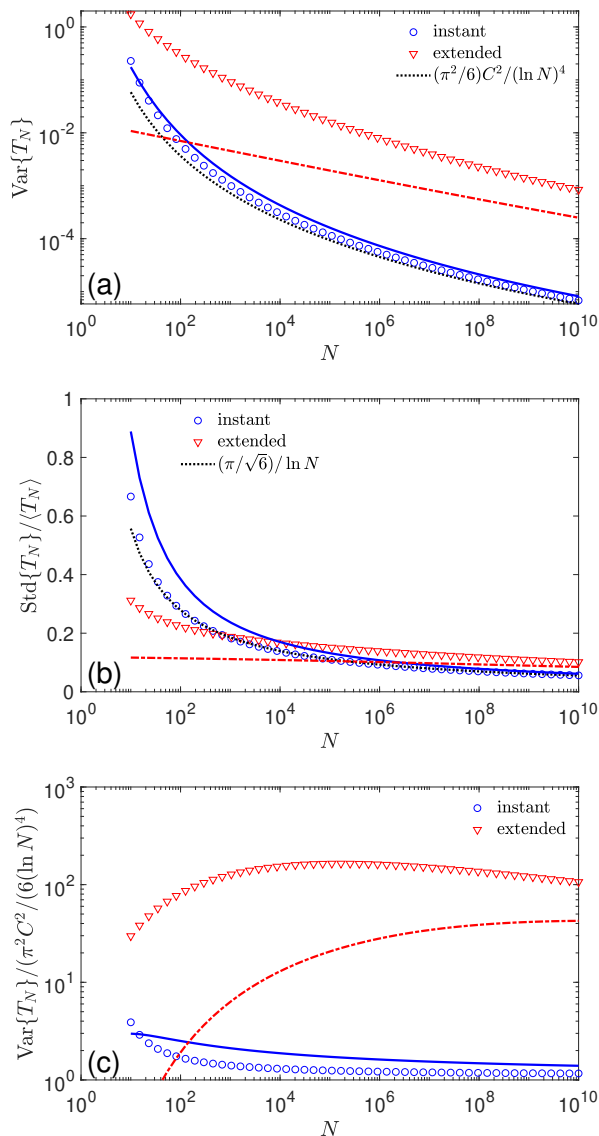 10^0
10^{-2}
10^{-4}
Var{T_N}
instant
extended
(π^2/6)C^2/(ln N)^4
(a)
10^0 10^2 10^4 10^6 10^8 10^10
N
1
0.8
0.6
0.4
0.2
0
Std{T_N}/⟨T_N⟩
instant
extended
(π/√6)/ ln N
(b)
10^0 10^2 10^4 10^6 10^8 10^10
N
10^3
10^2
10^1
10^0
Var{T_N}/(π^2C^2/(6(ln N)^4)
instant
extended
(c)
10^0 10^2 10^4 10^6 10^8 10^10
N